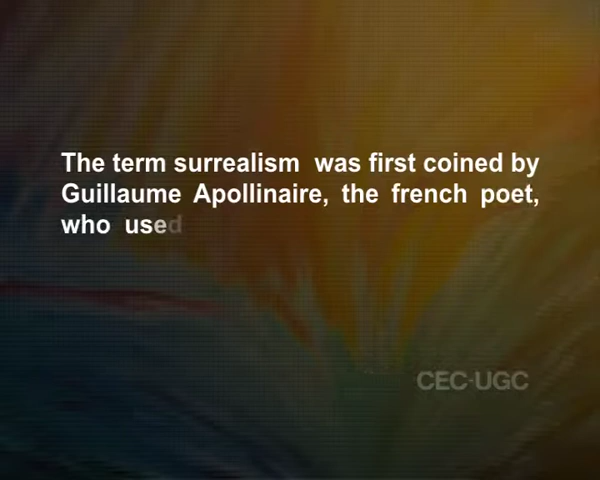 The term surrealism was first coined by
Guillaume Apollinaire, the french poet,
who used
CEC-UGC